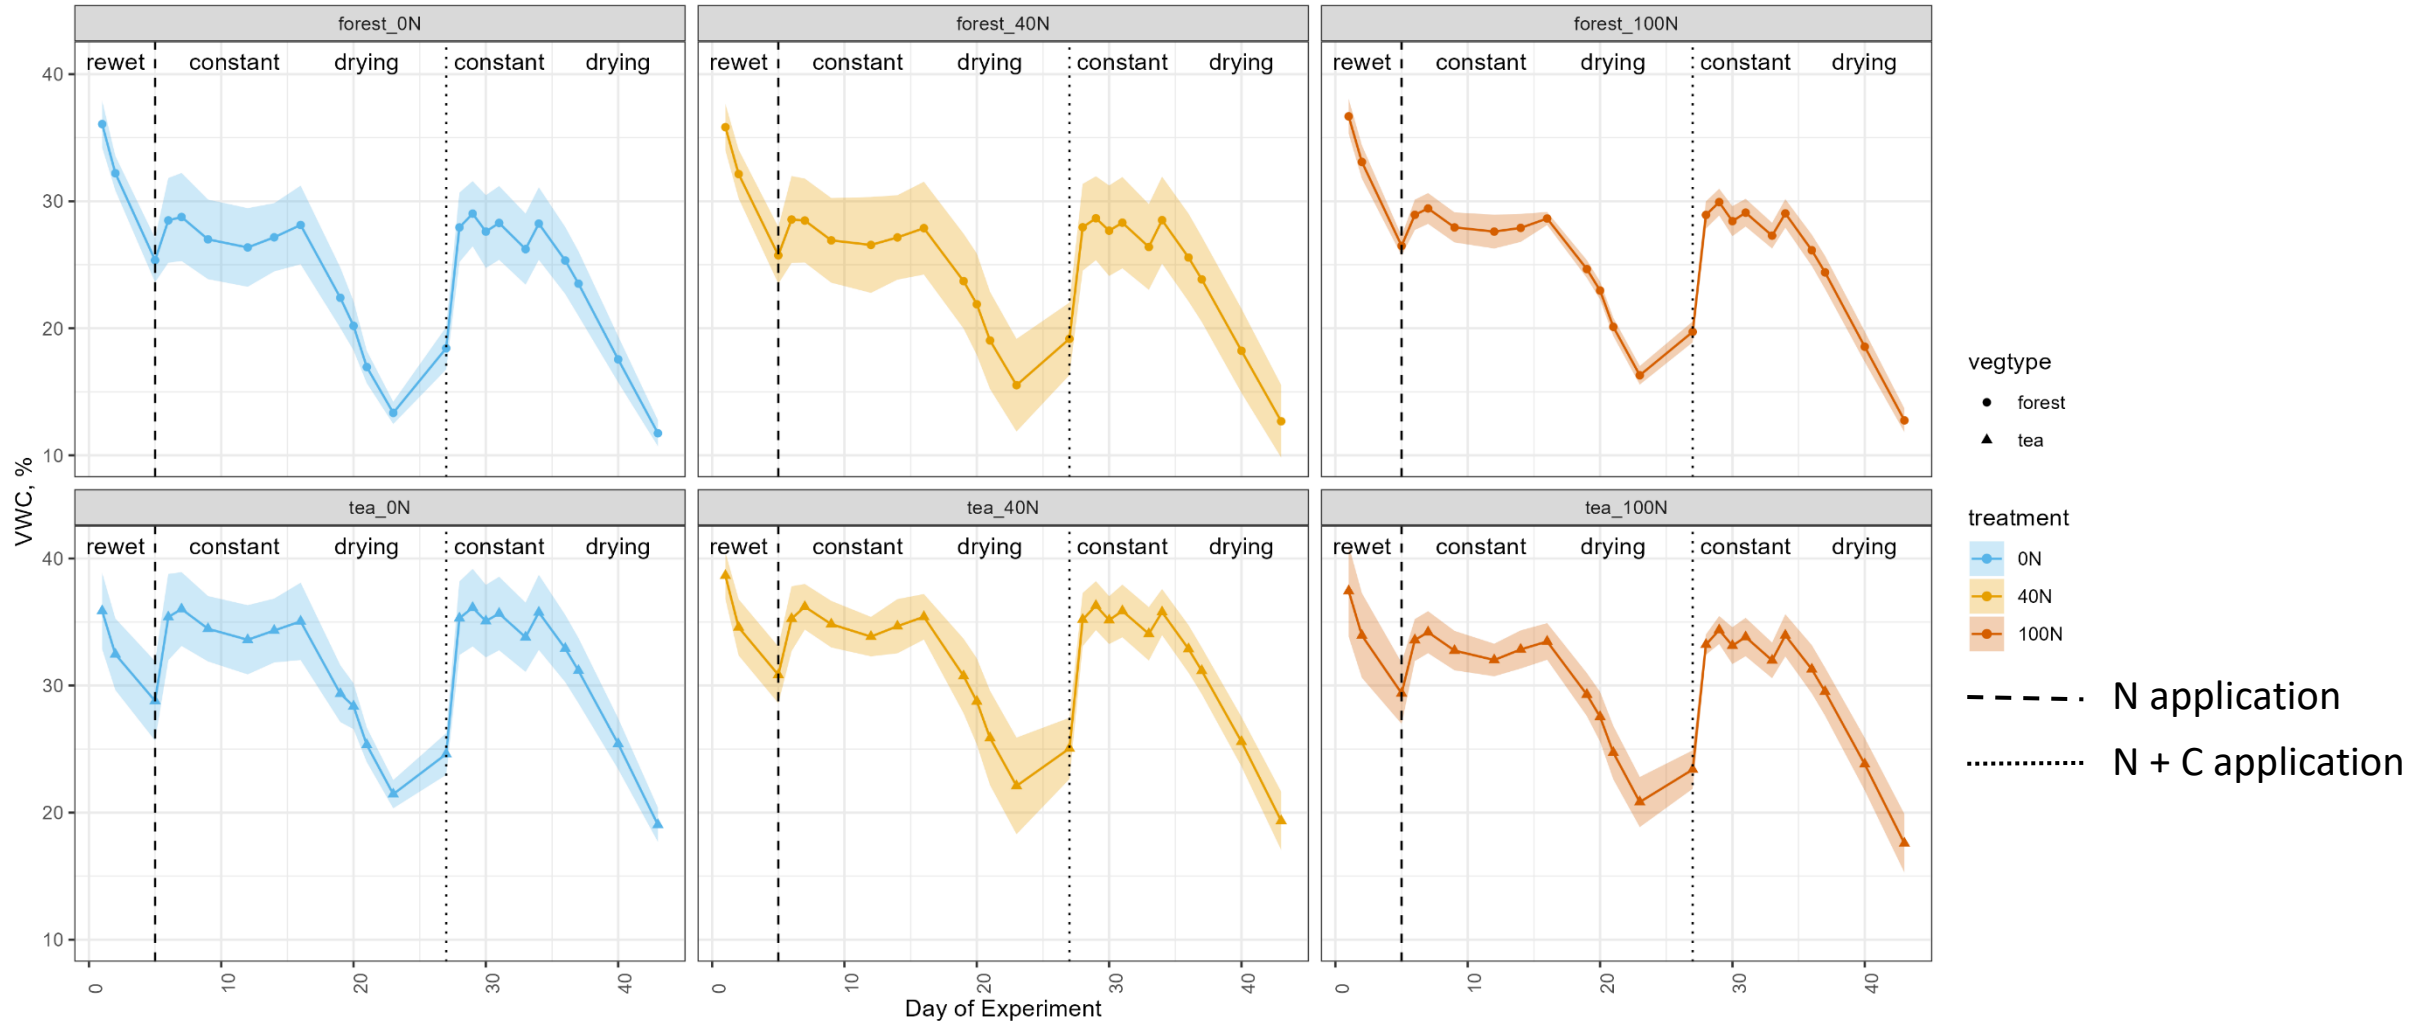 forest_0N
forest_40N
forest_100N
rewet constant drying constant drying
rewet constant drying constant drying
rewet constant drying constant drying
40
30
20
10
VWC, %
tea_0N
tea_40N
tea_100N
rewet constant drying constant drying
rewet constant drying constant drying
rewet constant drying constant drying
40
30
20
10
0 10 20 30 40
0 10 20 30 40
0 10 20 30 40
Day of Experiment
vegtype
forest
tea
treatment
0N
40N
100N
N application
N + C application